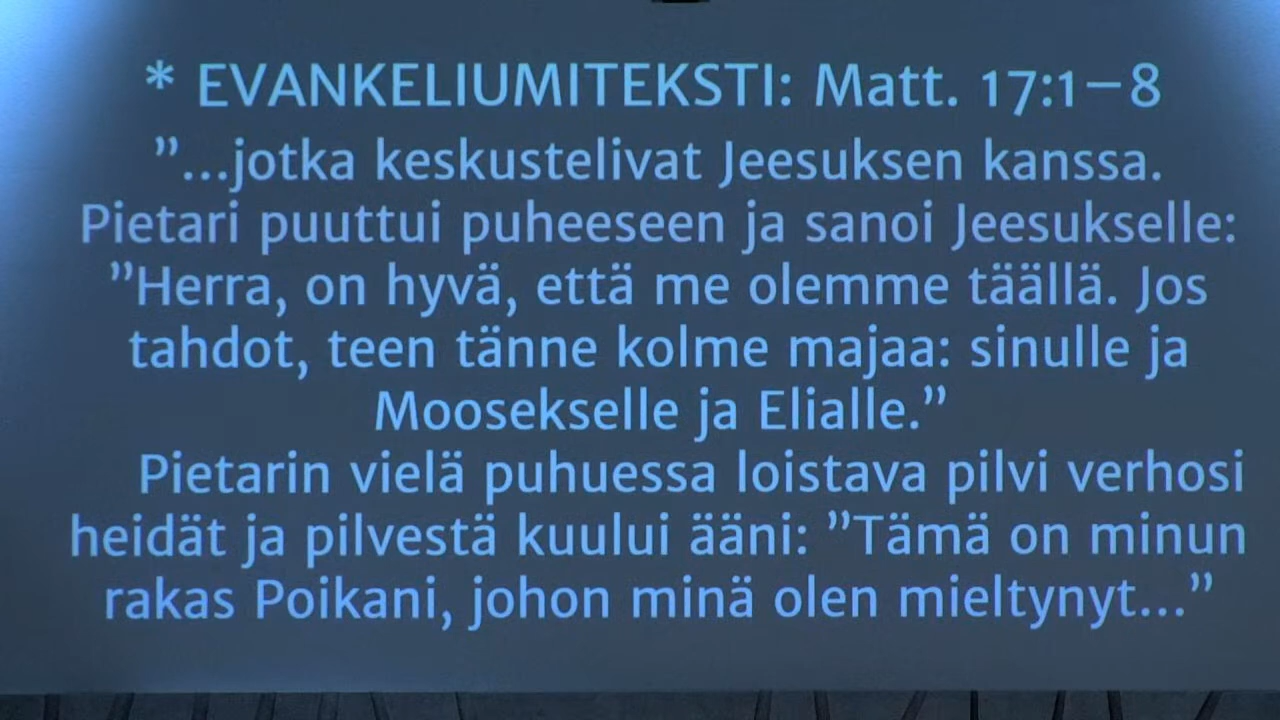 * EVANKELIUMITEKSTI: Matt. 17:1–8
”...jotka keskustelivat Jeesuksen kanssa.
Pietari puuttui puheeseen ja sanoi Jeesukselle:
”Herra, on hyvä, että me olemme täällä. Jos
tahdot, teen tänne kolme majaa: sinulle ja
Moosekselle ja Elialle.”
Pietarin vielä puhuessa loistava pilvi verhosi
heidät ja pilvestä kuului ääni: ”Tämä on minun
rakas Poikani, johon minä olen mieltynyt...”